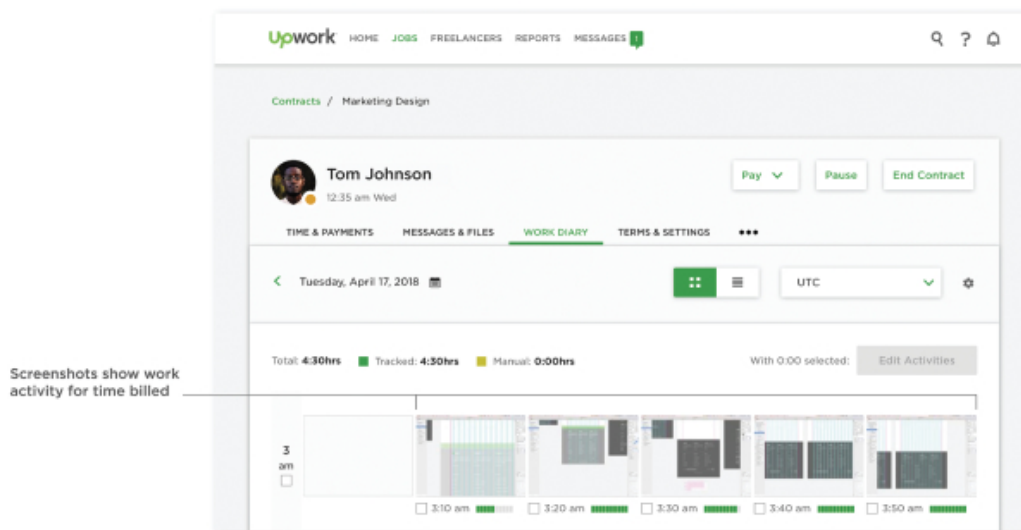 Upwork HOME JOBS FREELANCERS REPORTS MESSAGES 1 ?
Contracts / Marketing Design
Tom Johnson
12:35 am Wed
Pay Pause End Contract
TIME & PAYMENTS MESSAGES & FILES WORK DIARY TERMS & SETTINGS •••
Tuesday, April 17, 2018 UTC
Total: 4:30hrs Tracked: 4:30hrs Manual: 0:00hrs With 0:00 selected: Edit Activities
Screenshots show work
activity for time billed
3
am
3:10 am 3:20 am 3:30 am 3:40 am 3:50 am